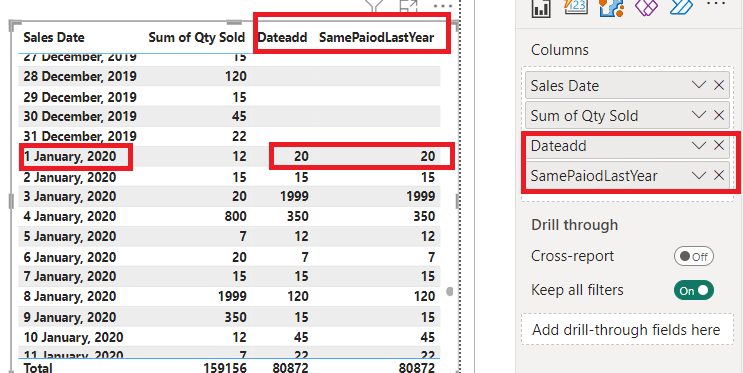 Sales Date Sum of Qty Sold Dateadd SamePaiodLastYear
27 December, 2019 15
28 December, 2019 120
29 December, 2019 15
30 December, 2019 45
31 December, 2019 22
1 January, 2020 12 20 20
2 January, 2020 15 15 15
3 January, 2020 20 1999 1999
4 January, 2020 800 350 350
5 January, 2020 7 12 12
6 January, 2020 20 7 7
7 January, 2020 15 15 15
8 January, 2020 1999 120 120
9 January, 2020 350 15 15
10 January, 2020 12 45 45
11 January, 2020 7 22 22
Total 159156 80872 80872
123
Columns
Sales Date
Sum of Qty Sold
Dateadd
SamePaiodLastYear
Drill through
Cross-report Off
Keep all filters On
Add drill-through fields here